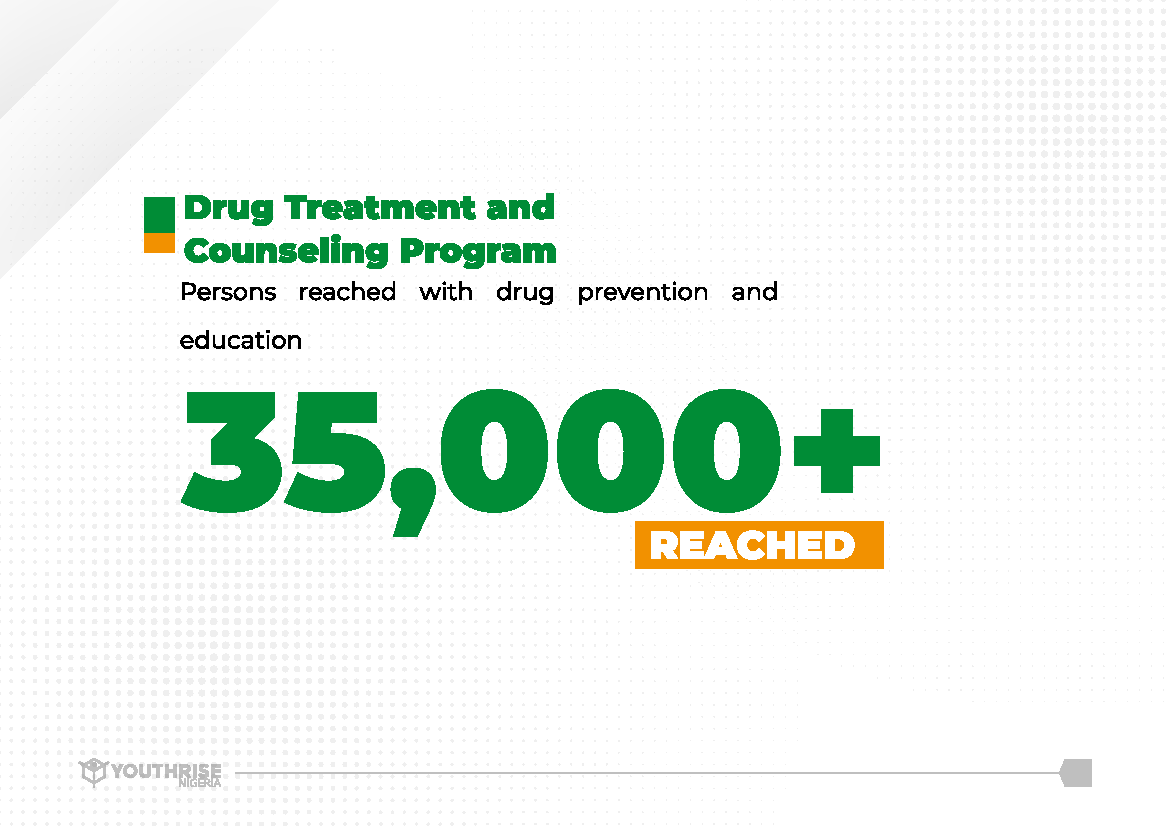 Drug Treatment and
Counseling Program
Persons reached with drug prevention and
education
35,000+
REACHED
YOUTHRISE
NIGERIA